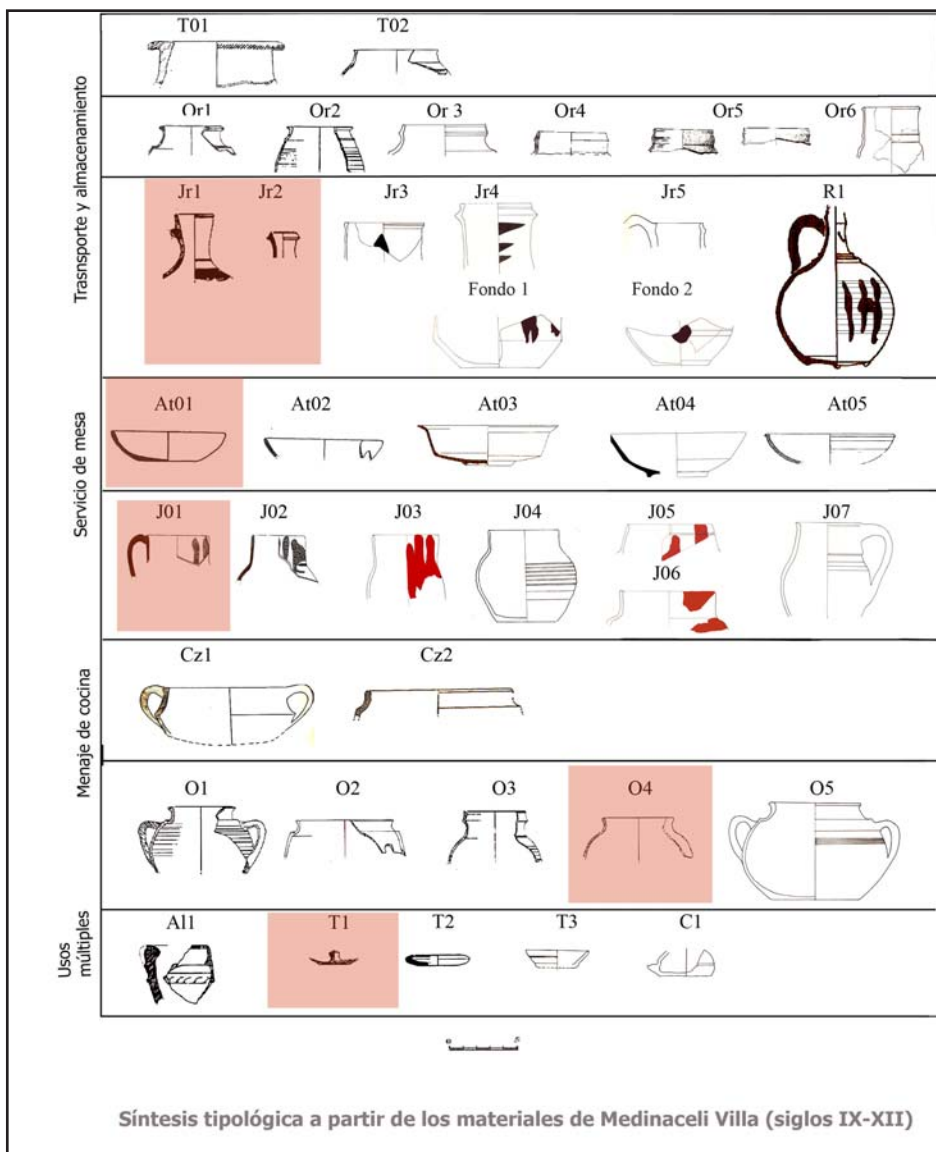 T01 T02
Trasnsporte y almacenamiento
Or1 Or2 Or 3 Or4 Or5 Or6
Jr1 Jr2 Jr3 Jr4 Jr5 R1
Fondo 1 Fondo 2
Servicio de mesa
At01 At02 At03 At04 At05
J01 J02 J03 J04 J05 J07
J06
Menaje de cocina
Cz1 Cz2
O1 O2 O3 O4 O5
Usos
múltiples
Al1 T1 T2 T3 C1
Síntesis tipológica a partir de los materiales de Medinaceli Villa (siglos IX-XII)